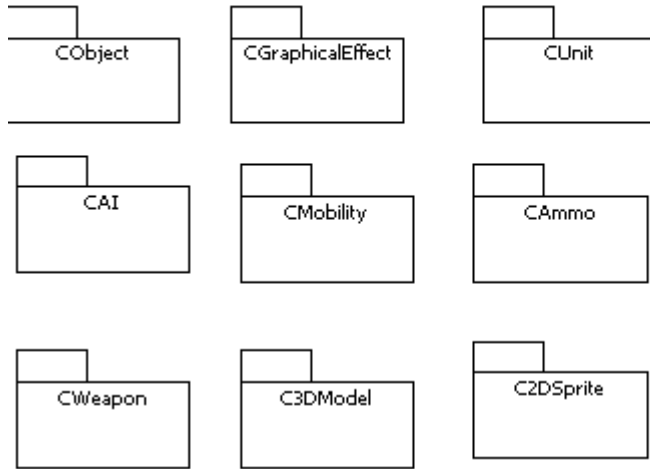 CObject
CGraphicalEffect
CUnit
CAI
CMobility
CAmmo
CWeapon
C3DModel
C2DSprite